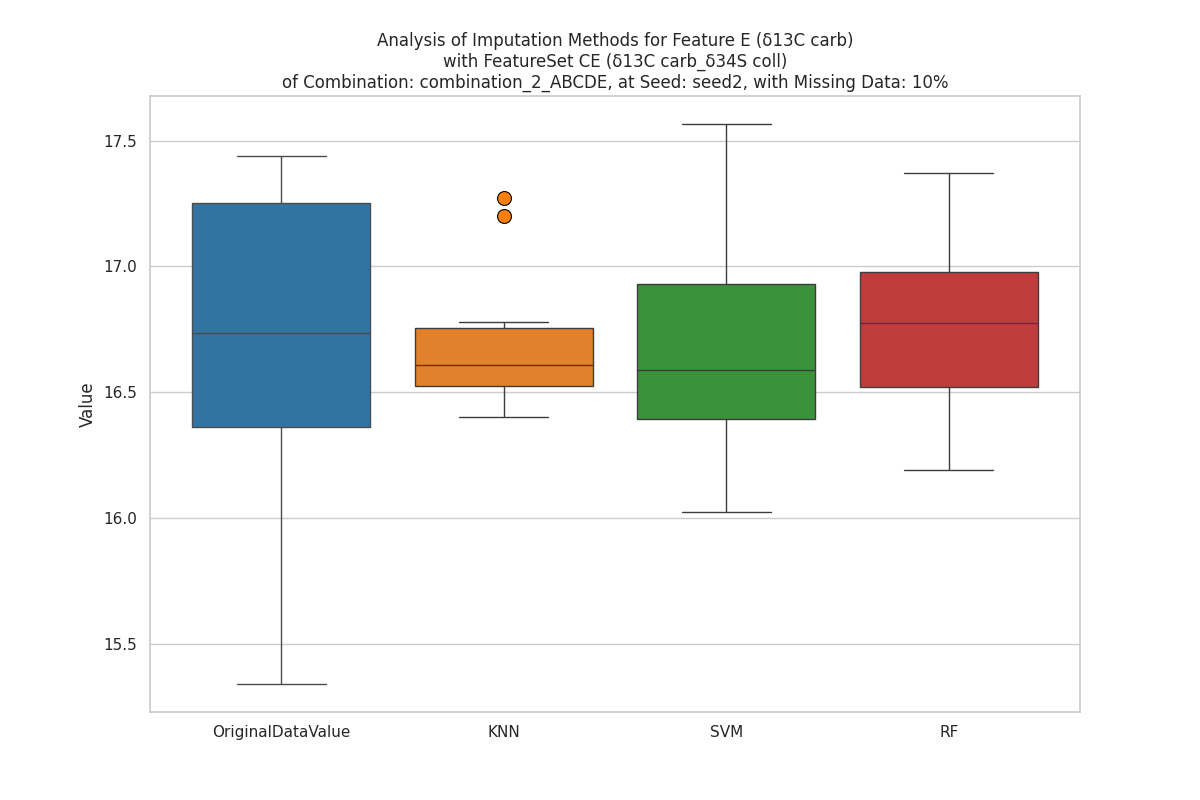 Analysis of Imputation Methods for Feature E (δ13C carb)
with FeatureSet CE (δ13C carb_δ34S coll)
of Combination: combination_2_ABCDE, at Seed: seed2, with Missing Data: 10%
17.5
17.0
16.5
16.0
15.5
Value
OriginalDataValue
KNN
SVM
RF